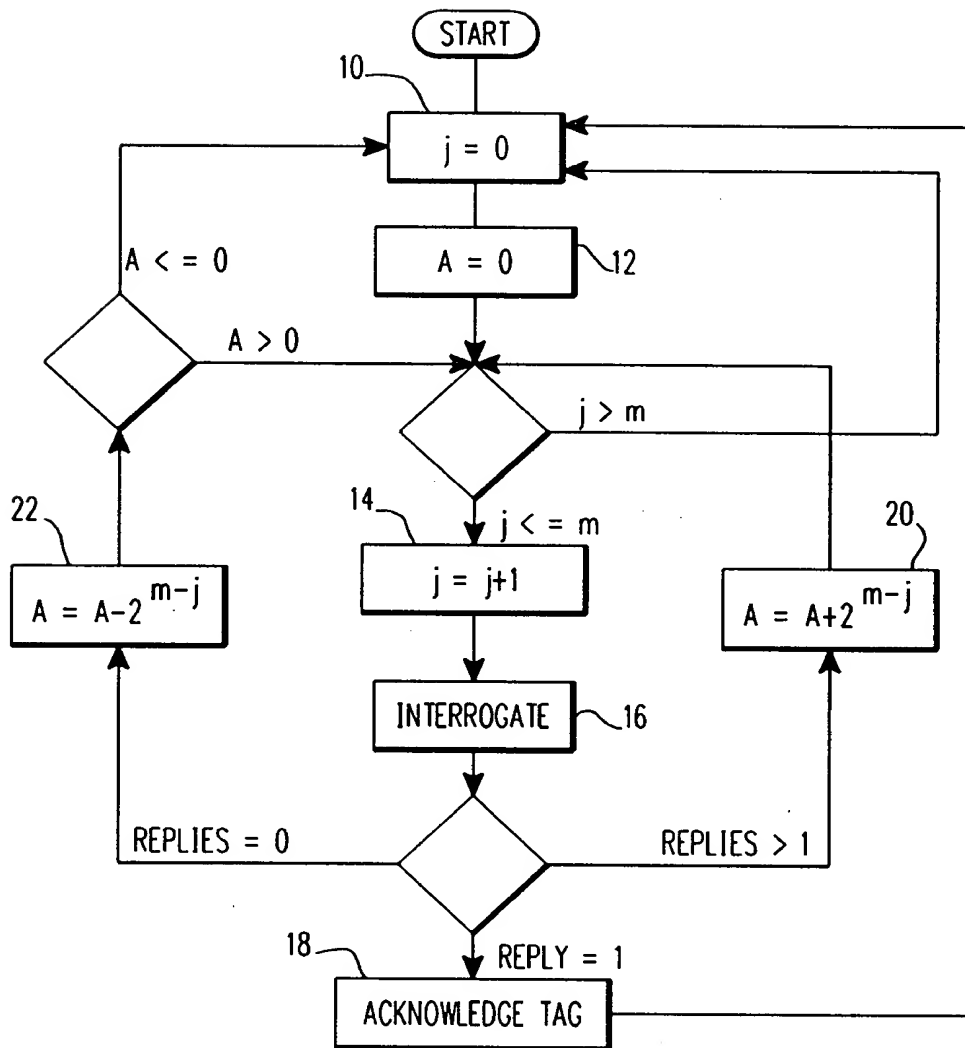 START
10
j = 0
A = 0
12
A < = 0
A > 0
j > m
14
j < = m
22
20
A = A-2^{m-j}
j = j+1
A = A+2^{m-j}
INTERROGATE
16
REPLIES = 0
REPLIES > 1
18
REPLY = 1
ACKNOWLEDGE TAG